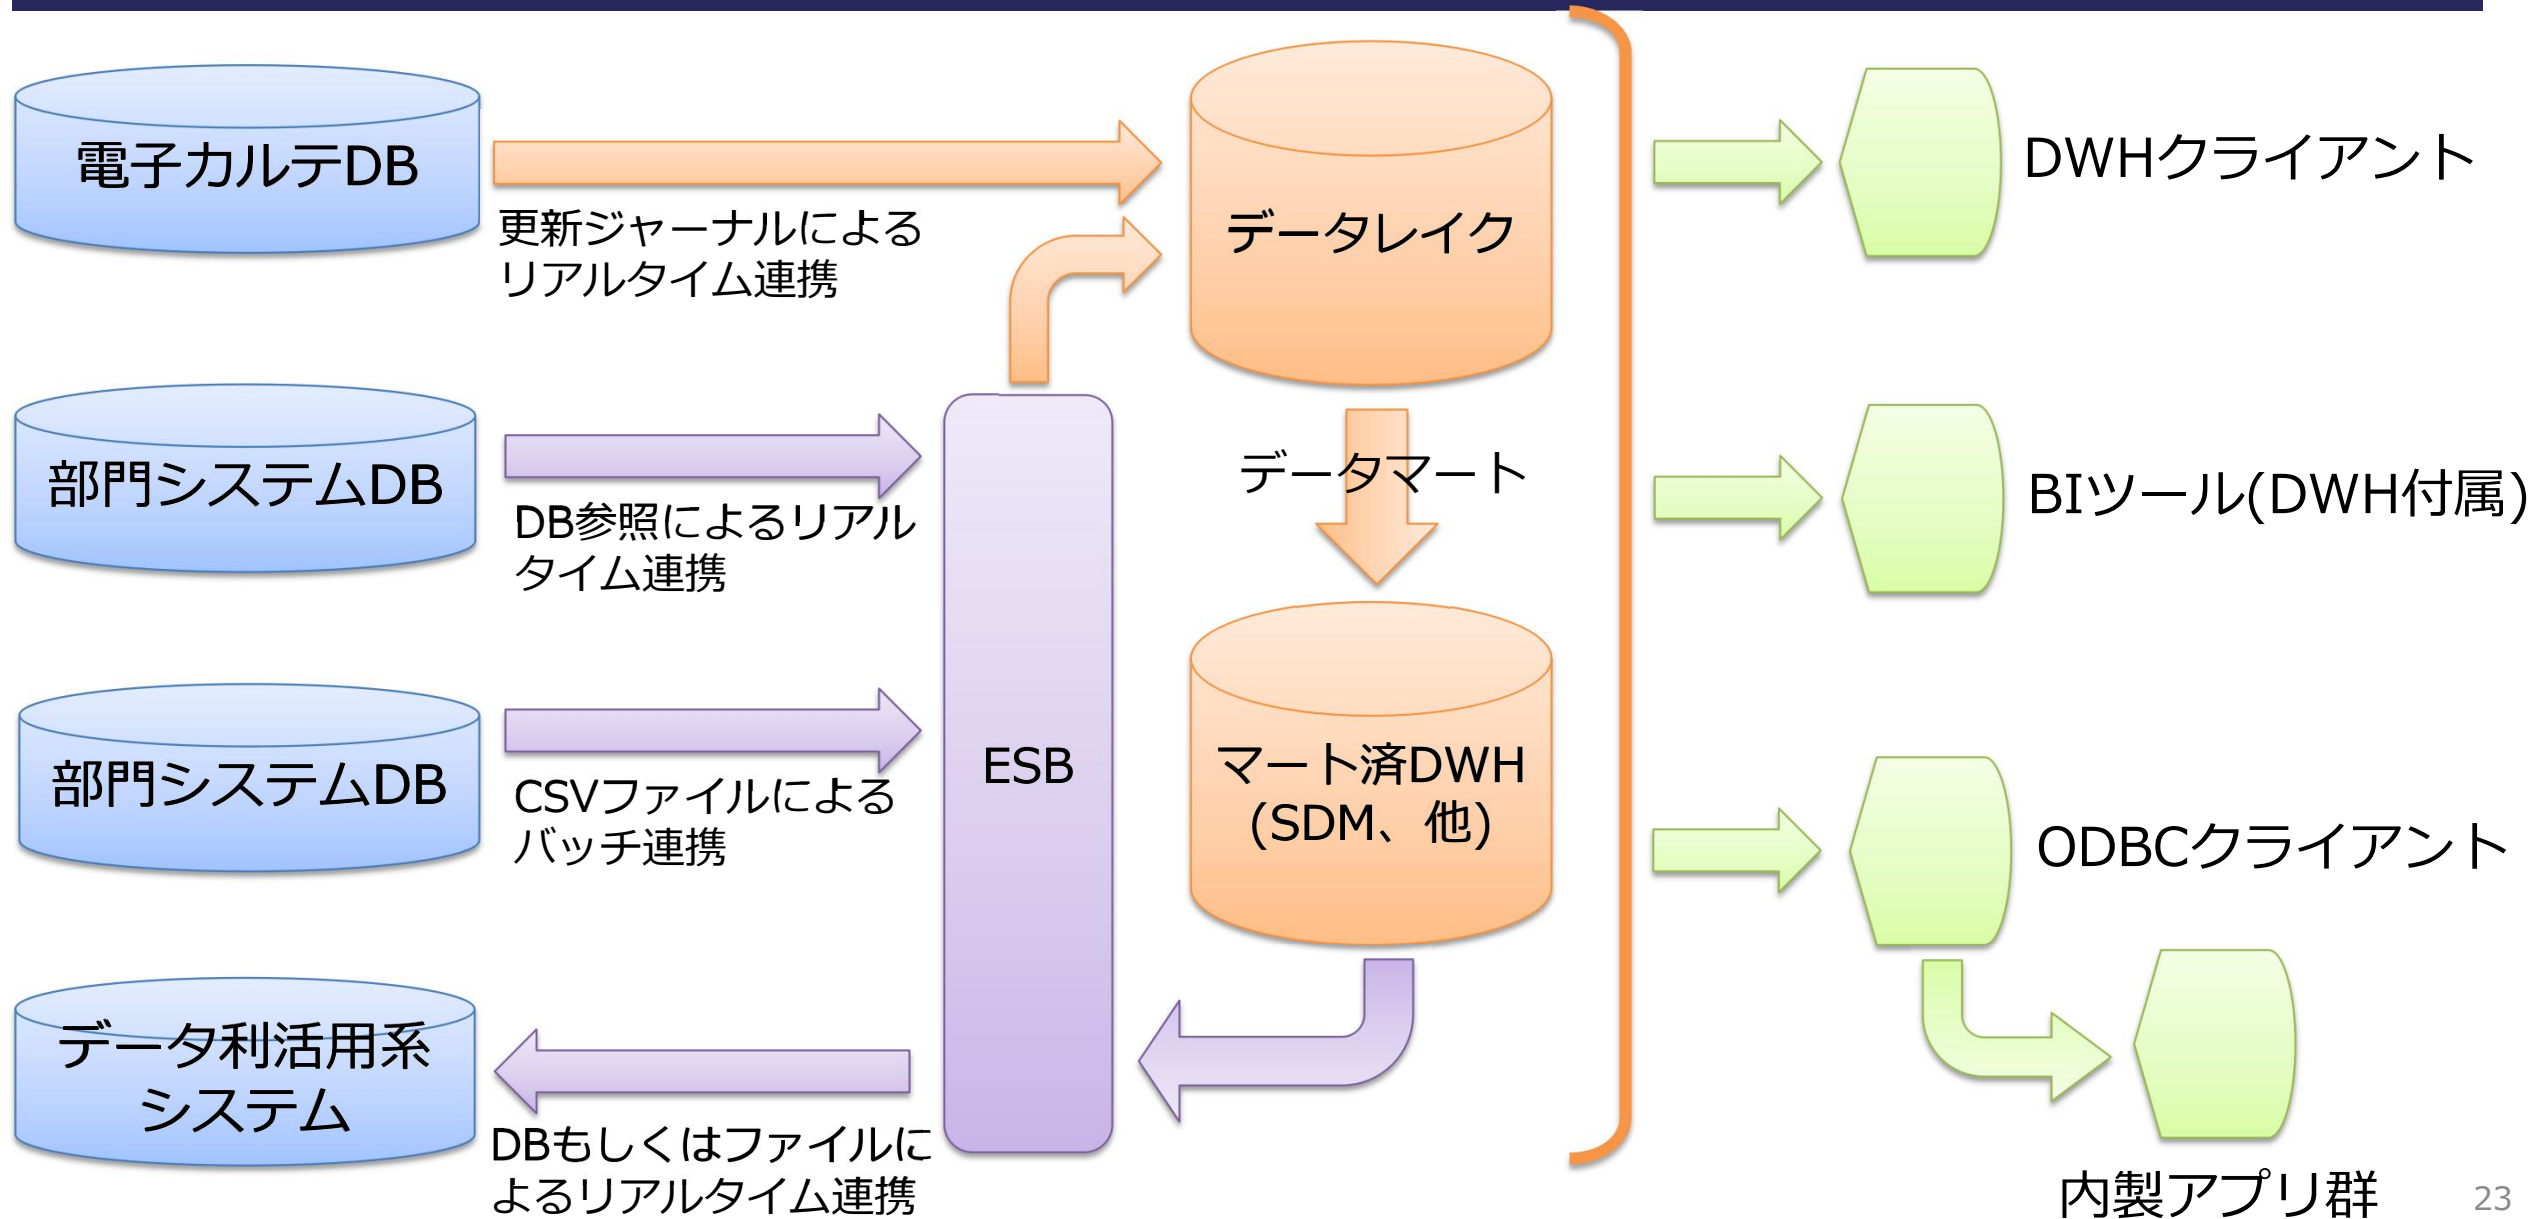 電子カルテDB
更新ジャーナルによる
リアルタイム連携
データレイク
DWHクライアント
部門システムDB
DB参照によるリアル
タイム連携
データマート
BIツール(DWH付属)
部門システムDB
CSVファイルによる
バッチ連携
ESB
マート済DWH
(SDM、他)
ODBCクライアント
データ利活用系
システム
DBもしくはファイルに
よるリアルタイム連携
内製アプリ群
23